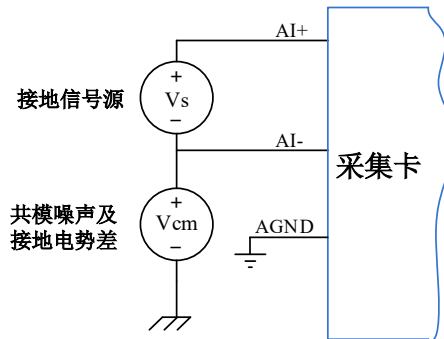 AI+
+
Vs
−
接地信号源
AI-
采集卡
共模噪声及
接地电势差
+
Vcm
−
AGND